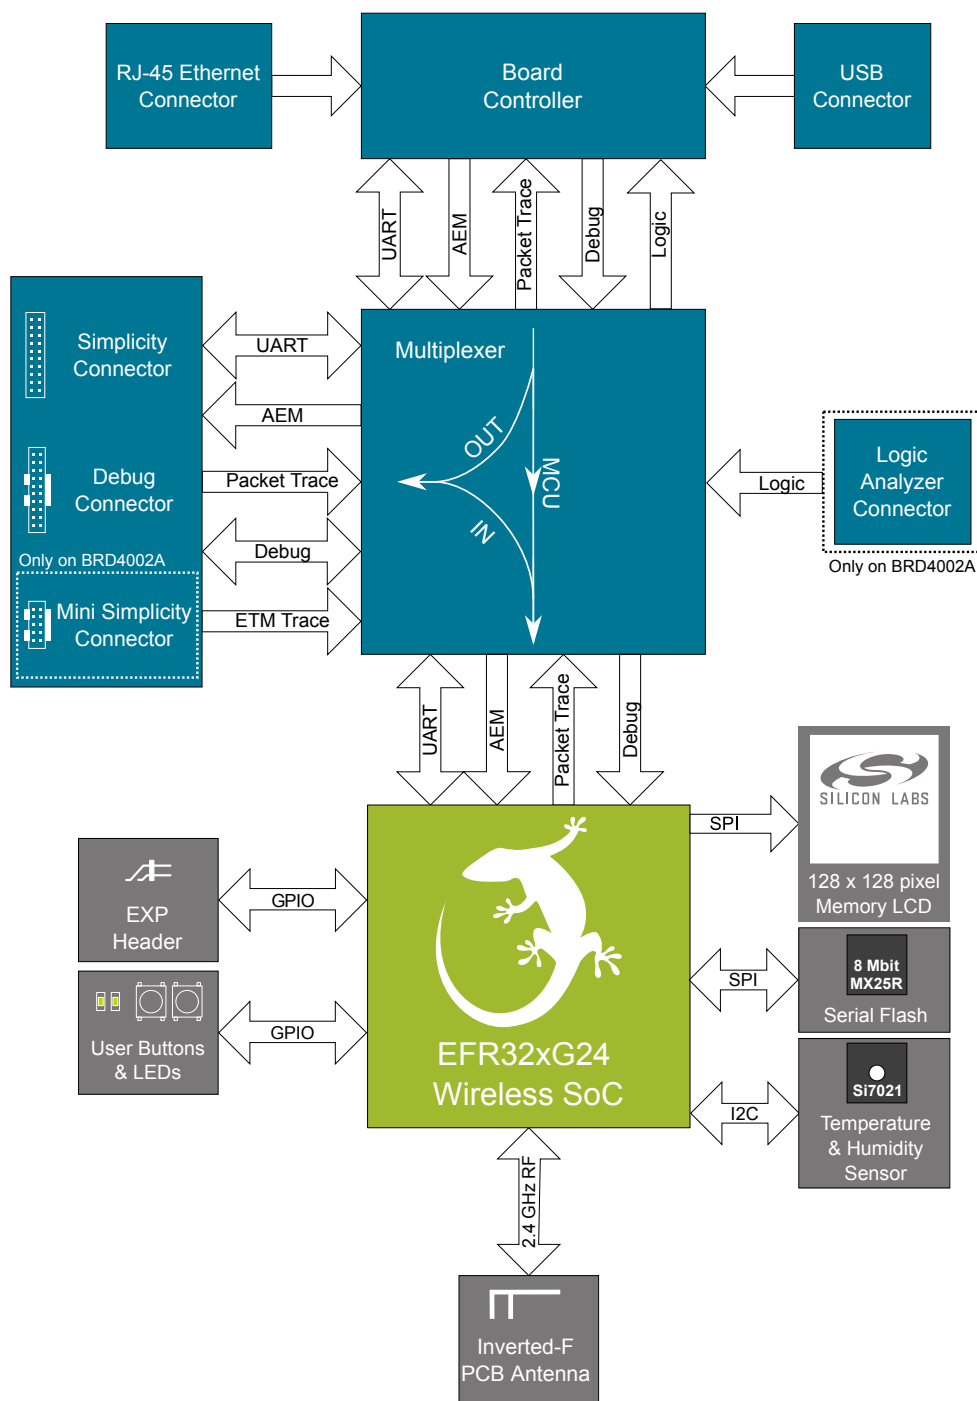 RJ-45 Ethernet
Connector
Board
Controller
USB
Connector
UART
AEM
Packet Trace
Debug
Logic
Simplicity
Connector
Debug
Connector
Only on BRD4002A
Mini Simplicity
Connector
UART
AEM
Packet Trace
Debug
ETM Trace
Multiplexer
OUT
IN
MCU
Logic
Logic
Analyzer
Connector
Only on BRD4002A
UART
AEM
Packet Trace
Debug
SPI
SILICON LABS
128 x 128 pixel
Memory LCD
EXP
Header
GPIO
SPI
8 Mbit
MX25R
Serial Flash
User Buttons
& LEDs
GPIO
EFR32xG24
Wireless SoC
I2C
Si7021
Temperature
& Humidity
Sensor
2.4 GHz RF
Inverted-F
PCB Antenna